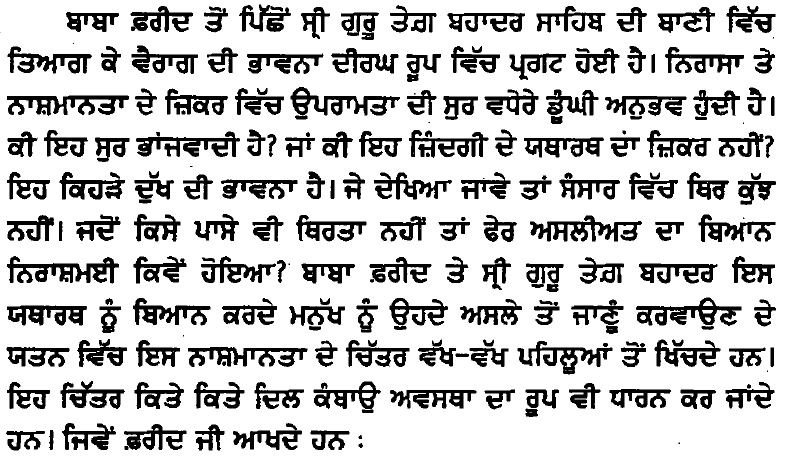 ਬਾਬਾ ਫ਼ਰੀਦ ਤੋਂ ਪਿੱਛੋਂ ਸ੍ਰੀ ਗੁਰੂ ਤੇਗ਼ ਬਹਾਦਰ ਸਾਹਿਬ ਦੀ ਬਾਣੀ ਵਿੱਚ
ਤਿਆਗ ਕੇ ਵੈਰਾਗ ਦੀ ਭਾਵਨਾ ਦੀਰਘ ਰੂਪ ਵਿੱਚ ਪ੍ਰਗਟ ਹੋਈ ਹੈ। ਨਿਰਾਸਾ ਤੇ
ਨਾਸ਼ਮਾਨਤਾ ਦੇ ਜ਼ਿਕਰ ਵਿੱਚ ਉਪਰਾਮਤਾ ਦੀ ਸੁਰ ਵਧੇਰੇ ਡੂੰਘੀ ਅਨੁਭਵ ਹੁੰਦੀ ਹੈ।
ਕੀ ਇਹ ਸੁਰ ਭਾਂਜਵਾਦੀ ਹੈ? ਜਾਂ ਕੀ ਇਹ ਜ਼ਿੰਦਗੀ ਦੇ ਯਥਾਰਥ ਦਾ ਜ਼ਿਕਰ ਨਹੀਂ?
ਇਹ ਕਿਹੜੇ ਦੁੱਖ ਦੀ ਭਾਵਨਾ ਹੈ। ਜੇ ਦੇਖਿਆ ਜਾਵੇ ਤਾਂ ਸੰਸਾਰ ਵਿੱਚ ਥਿਰ ਕੁੱਝ
ਨਹੀਂ। ਜਦੋਂ ਕਿਸੇ ਪਾਸੇ ਵੀ ਥਿਰਤਾ ਨਹੀਂ ਤਾਂ ਫੇਰ ਅਸਲੀਅਤ ਦਾ ਬਿਆਨ
ਨਿਰਾਸ਼ਮਈ ਕਿਵੇਂ ਹੋਇਆ? ਬਾਬਾ ਫ਼ਰੀਦ ਤੇ ਸ੍ਰੀ ਗੁਰੂ ਤੇਗ਼ ਬਹਾਦਰ ਇਸ
ਯਥਾਰਥ ਨੂੰ ਬਿਆਨ ਕਰਦੇ ਮਨੁੱਖ ਨੂੰ ਉਹਦੇ ਅਸਲੇ ਤੋਂ ਜਾਣੂੰ ਕਰਵਾਉਣ ਦੇ
ਯਤਨ ਵਿੱਚ ਇਸ ਨਾਸ਼ਮਾਨਤਾ ਦੇ ਚਿੱਤਰ ਵੱਖ-ਵੱਖ ਪਹਿਲੂਆਂ ਤੋਂ ਖਿੱਚਦੇ ਹਨ।
ਇਹ ਚਿੱਤਰ ਕਿਤੇ ਕਿਤੇ ਦਿਲ ਕੰਬਾਉ ਅਵਸਥਾ ਦਾ ਰੂਪ ਵੀ ਧਾਰਨ ਕਰ ਜਾਂਦੇ
ਹਨ। ਜਿਵੇਂ ਫ਼ਰੀਦ ਜੀ ਆਖਦੇ ਹਨ :